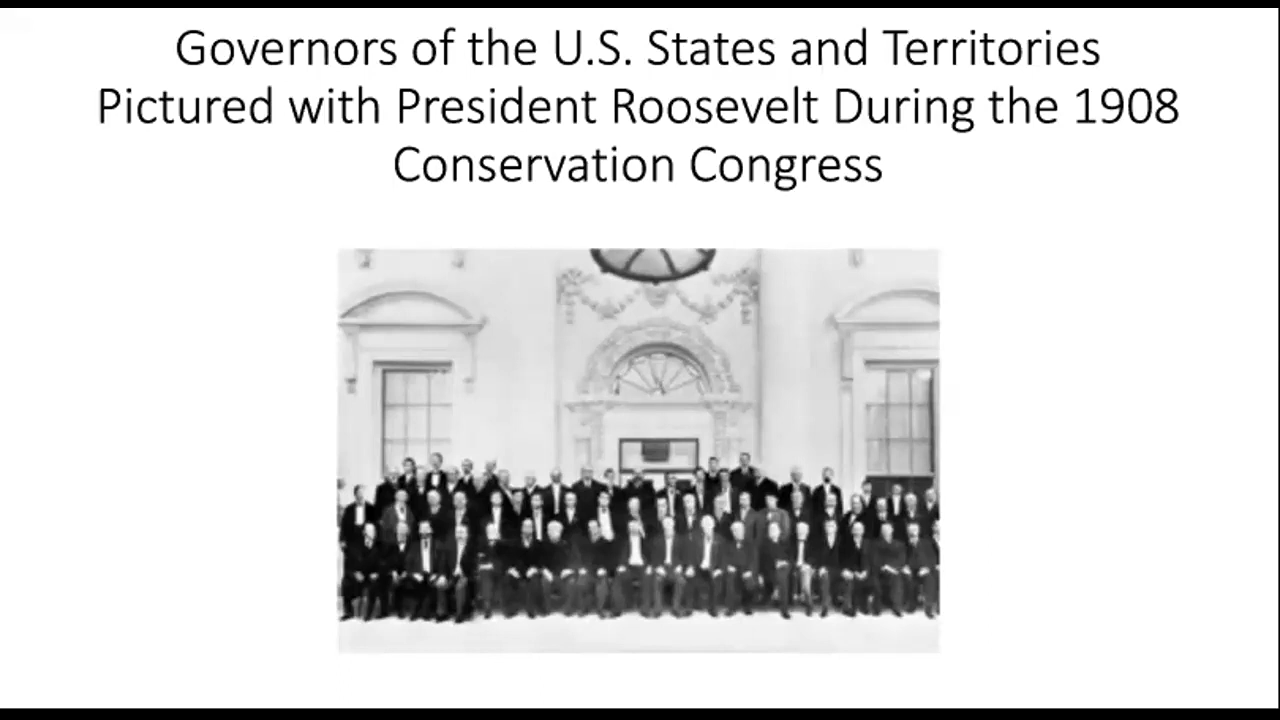 Governors of the U.S. States and Territories
Pictured with President Roosevelt During the 1908
Conservation Congress